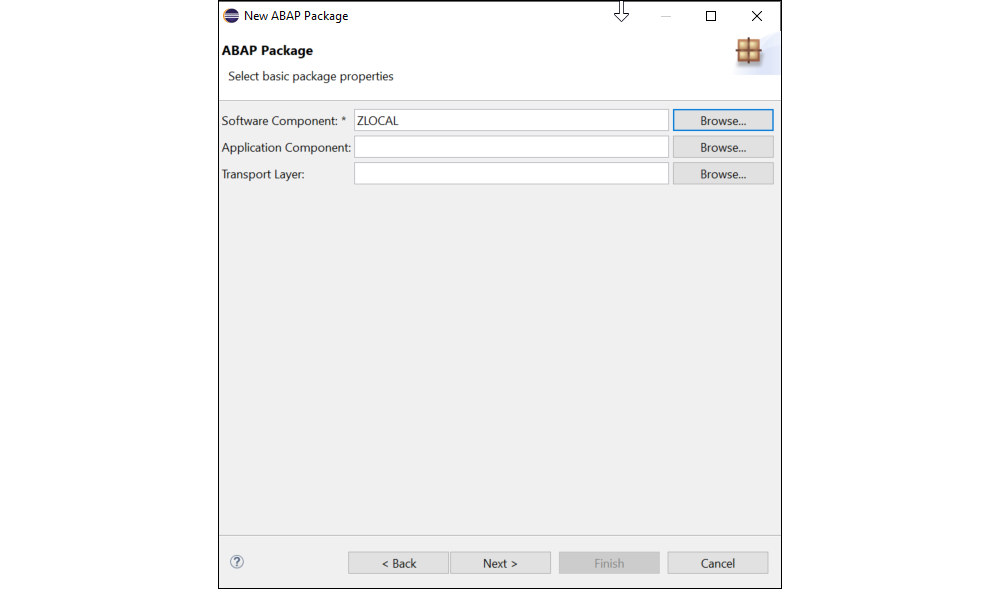 New ABAP Package
ABAP Package
Select basic package properties
Software Component: * ZLOCAL Browse...
Application Component: Browse...
Transport Layer: Browse...
? < Back Next > Finish Cancel